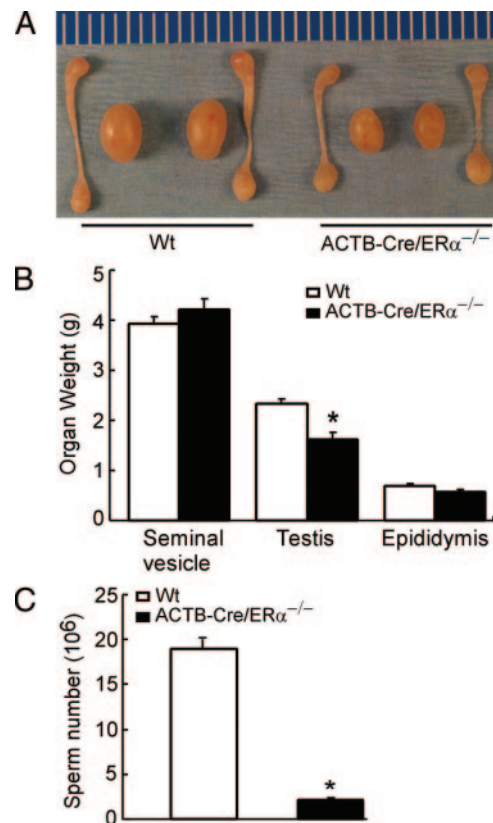 A
Wt ACTB-Cre/ERα⁻/⁻
B
5
4
3
2
1
0
Organ Weight (g)
Wt
ACTB-Cre/ERα⁻/⁻
*
Seminal vesicle
Testis
Epididymis
C
25
20
15
10
5
0
Sperm number (10⁶)
Wt
ACTB-Cre/ERα⁻/⁻
*